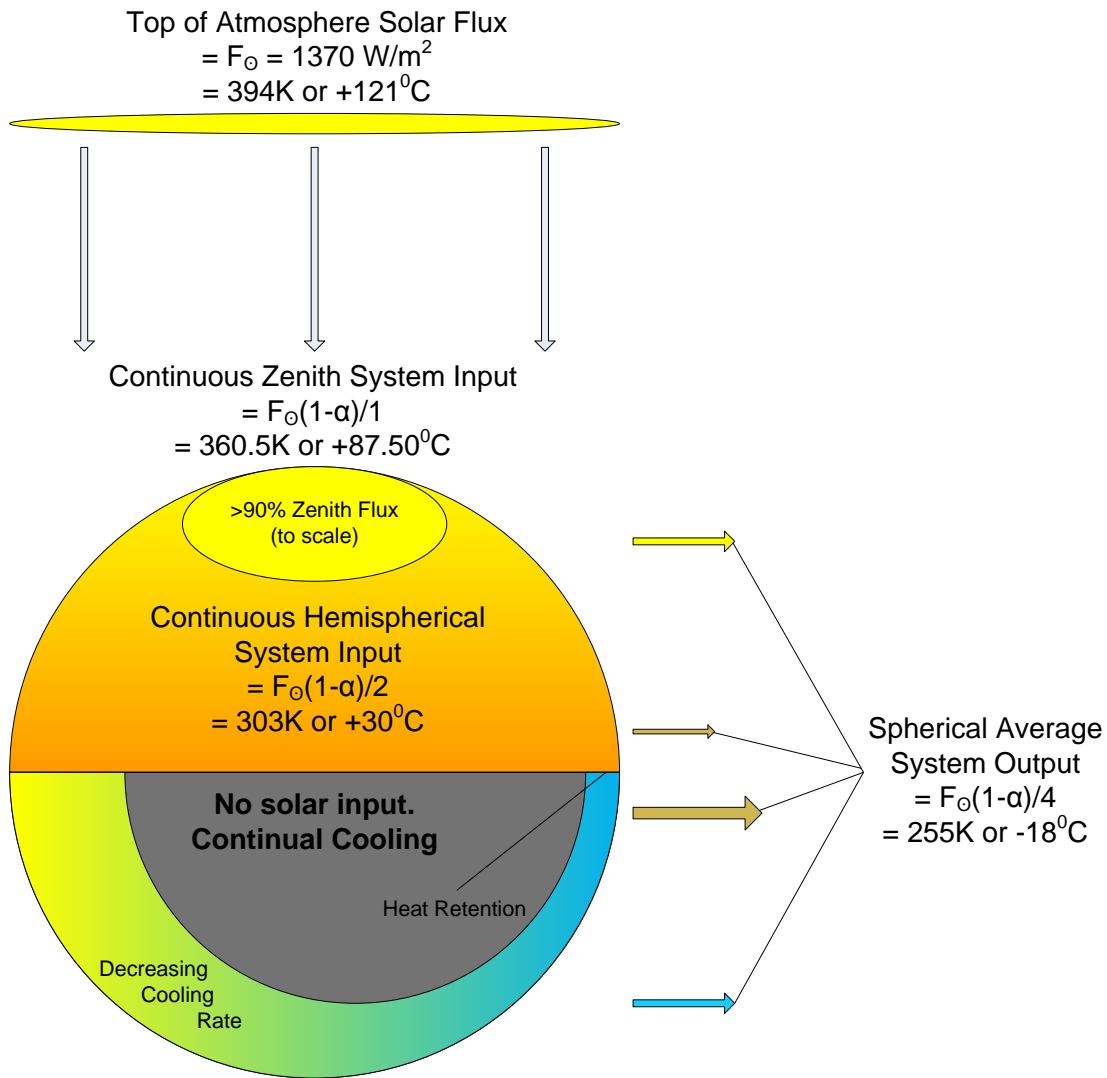 Top of Atmosphere Solar Flux
= F⊙ = 1370 W/m²
= 394K or +121⁰C
Continuous Zenith System Input
= F⊙(1-α)/1
= 360.5K or +87.50⁰C
>90% Zenith Flux
(to scale)
Continuous Hemispherical
System Input
= F⊙(1-α)/2
= 303K or +30⁰C
Spherical Average
System Output
= F⊙(1-α)/4
= 255K or -18⁰C
No solar input.
Continual Cooling
Heat Retention
Decreasing
Cooling
Rate